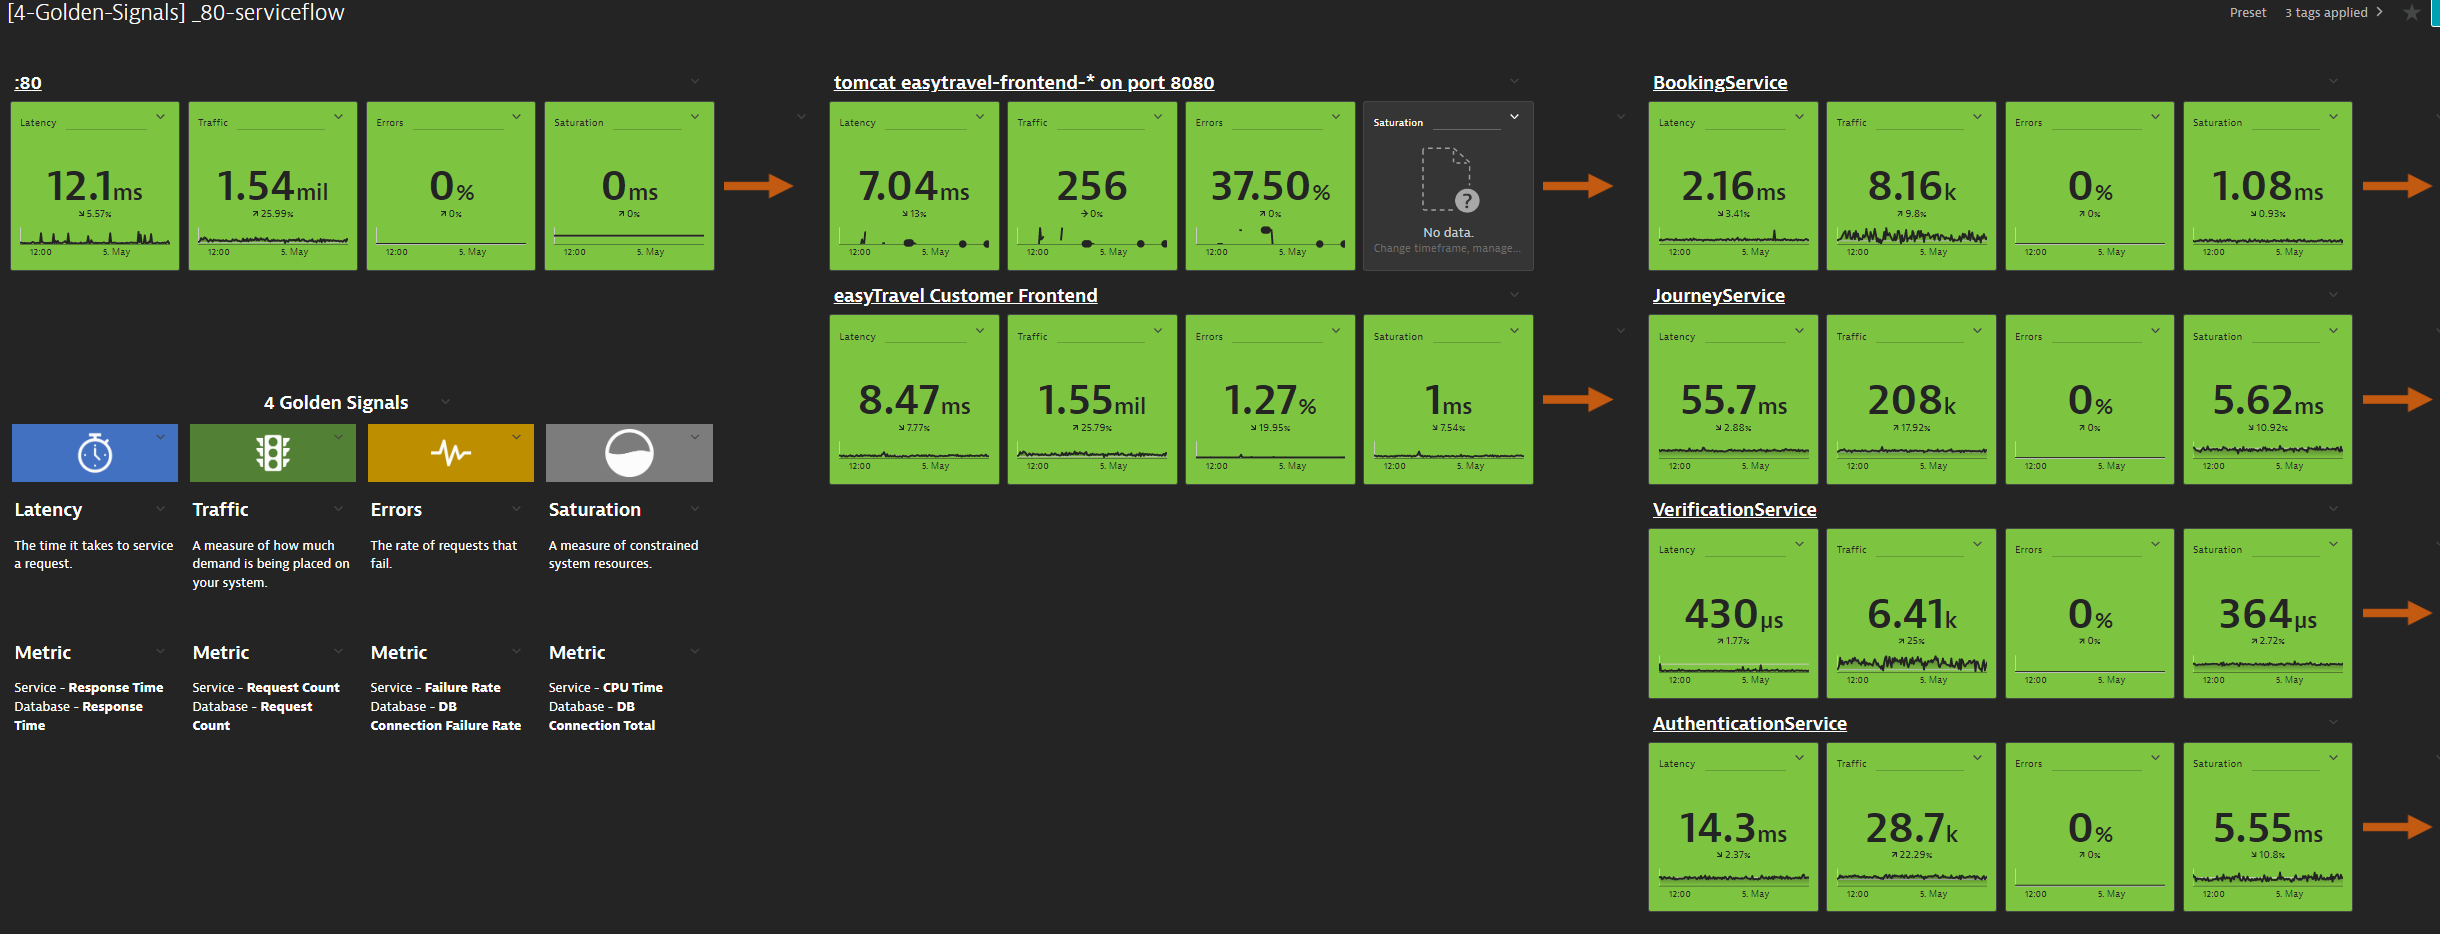 [4-Golden-Signals] _80-serviceflow
Preset 3 tags applied
:80
Latency
12.1ms
↘5.57%
12:00 5. May
Traffic
1.54mil
↗25.99%
12:00 5. May
Errors
0%
↗0%
12:00 5. May
Saturation
0ms
↗0%
12:00 5. May
tomcat easytravel-frontend-* on port 8080
Latency
7.04ms
↘13%
12:00 5. May
Traffic
256
→0%
12:00 5. May
Errors
37.50%
↗0%
12:00 5. May
Saturation
?
No data.
Change timeframe, manage...
BookingService
Latency
2.16ms
↘3.41%
12:00 5. May
Traffic
8.16k
↗9.8%
12:00 5. May
Errors
0%
↗0%
12:00 5. May
Saturation
1.08ms
↘0.93%
12:00 5. May
easyTravel Customer Frontend
Latency
8.47ms
↘7.77%
12:00 5. May
Traffic
1.55mil
↗25.79%
12:00 5. May
Errors
1.27%
↘19.95%
12:00 5. May
Saturation
1ms
↘7.54%
12:00 5. May
JourneyService
Latency
55.7ms
↘2.88%
12:00 5. May
Traffic
208k
↗17.92%
12:00 5. May
Errors
0%
↗0%
12:00 5. May
Saturation
5.62ms
↘10.92%
12:00 5. May
4 Golden Signals
Latency
The time it takes to service
a request.
Traffic
A measure of how much
demand is being placed on
your system.
Errors
The rate of requests that
fail.
Saturation
A measure of constrained
system resources.
Metric
Service - Response Time
Database - Response
Time
Metric
Service - Request Count
Database - Request
Count
Metric
Service - Failure Rate
Database - DB
Connection Failure Rate
Metric
Service - CPU Time
Database - DB
Connection Total
VerificationService
Latency
430µs
↗1.77%
12:00 5. May
Traffic
6.41k
↗25%
12:00 5. May
Errors
0%
↗0%
12:00 5. May
Saturation
364µs
↗2.72%
12:00 5. May
AuthenticationService
Latency
14.3ms
↘2.37%
12:00 5. May
Traffic
28.7k
↗22.29%
12:00 5. May
Errors
0%
↗0%
12:00 5. May
Saturation
5.55ms
↘10.8%
12:00 5. May